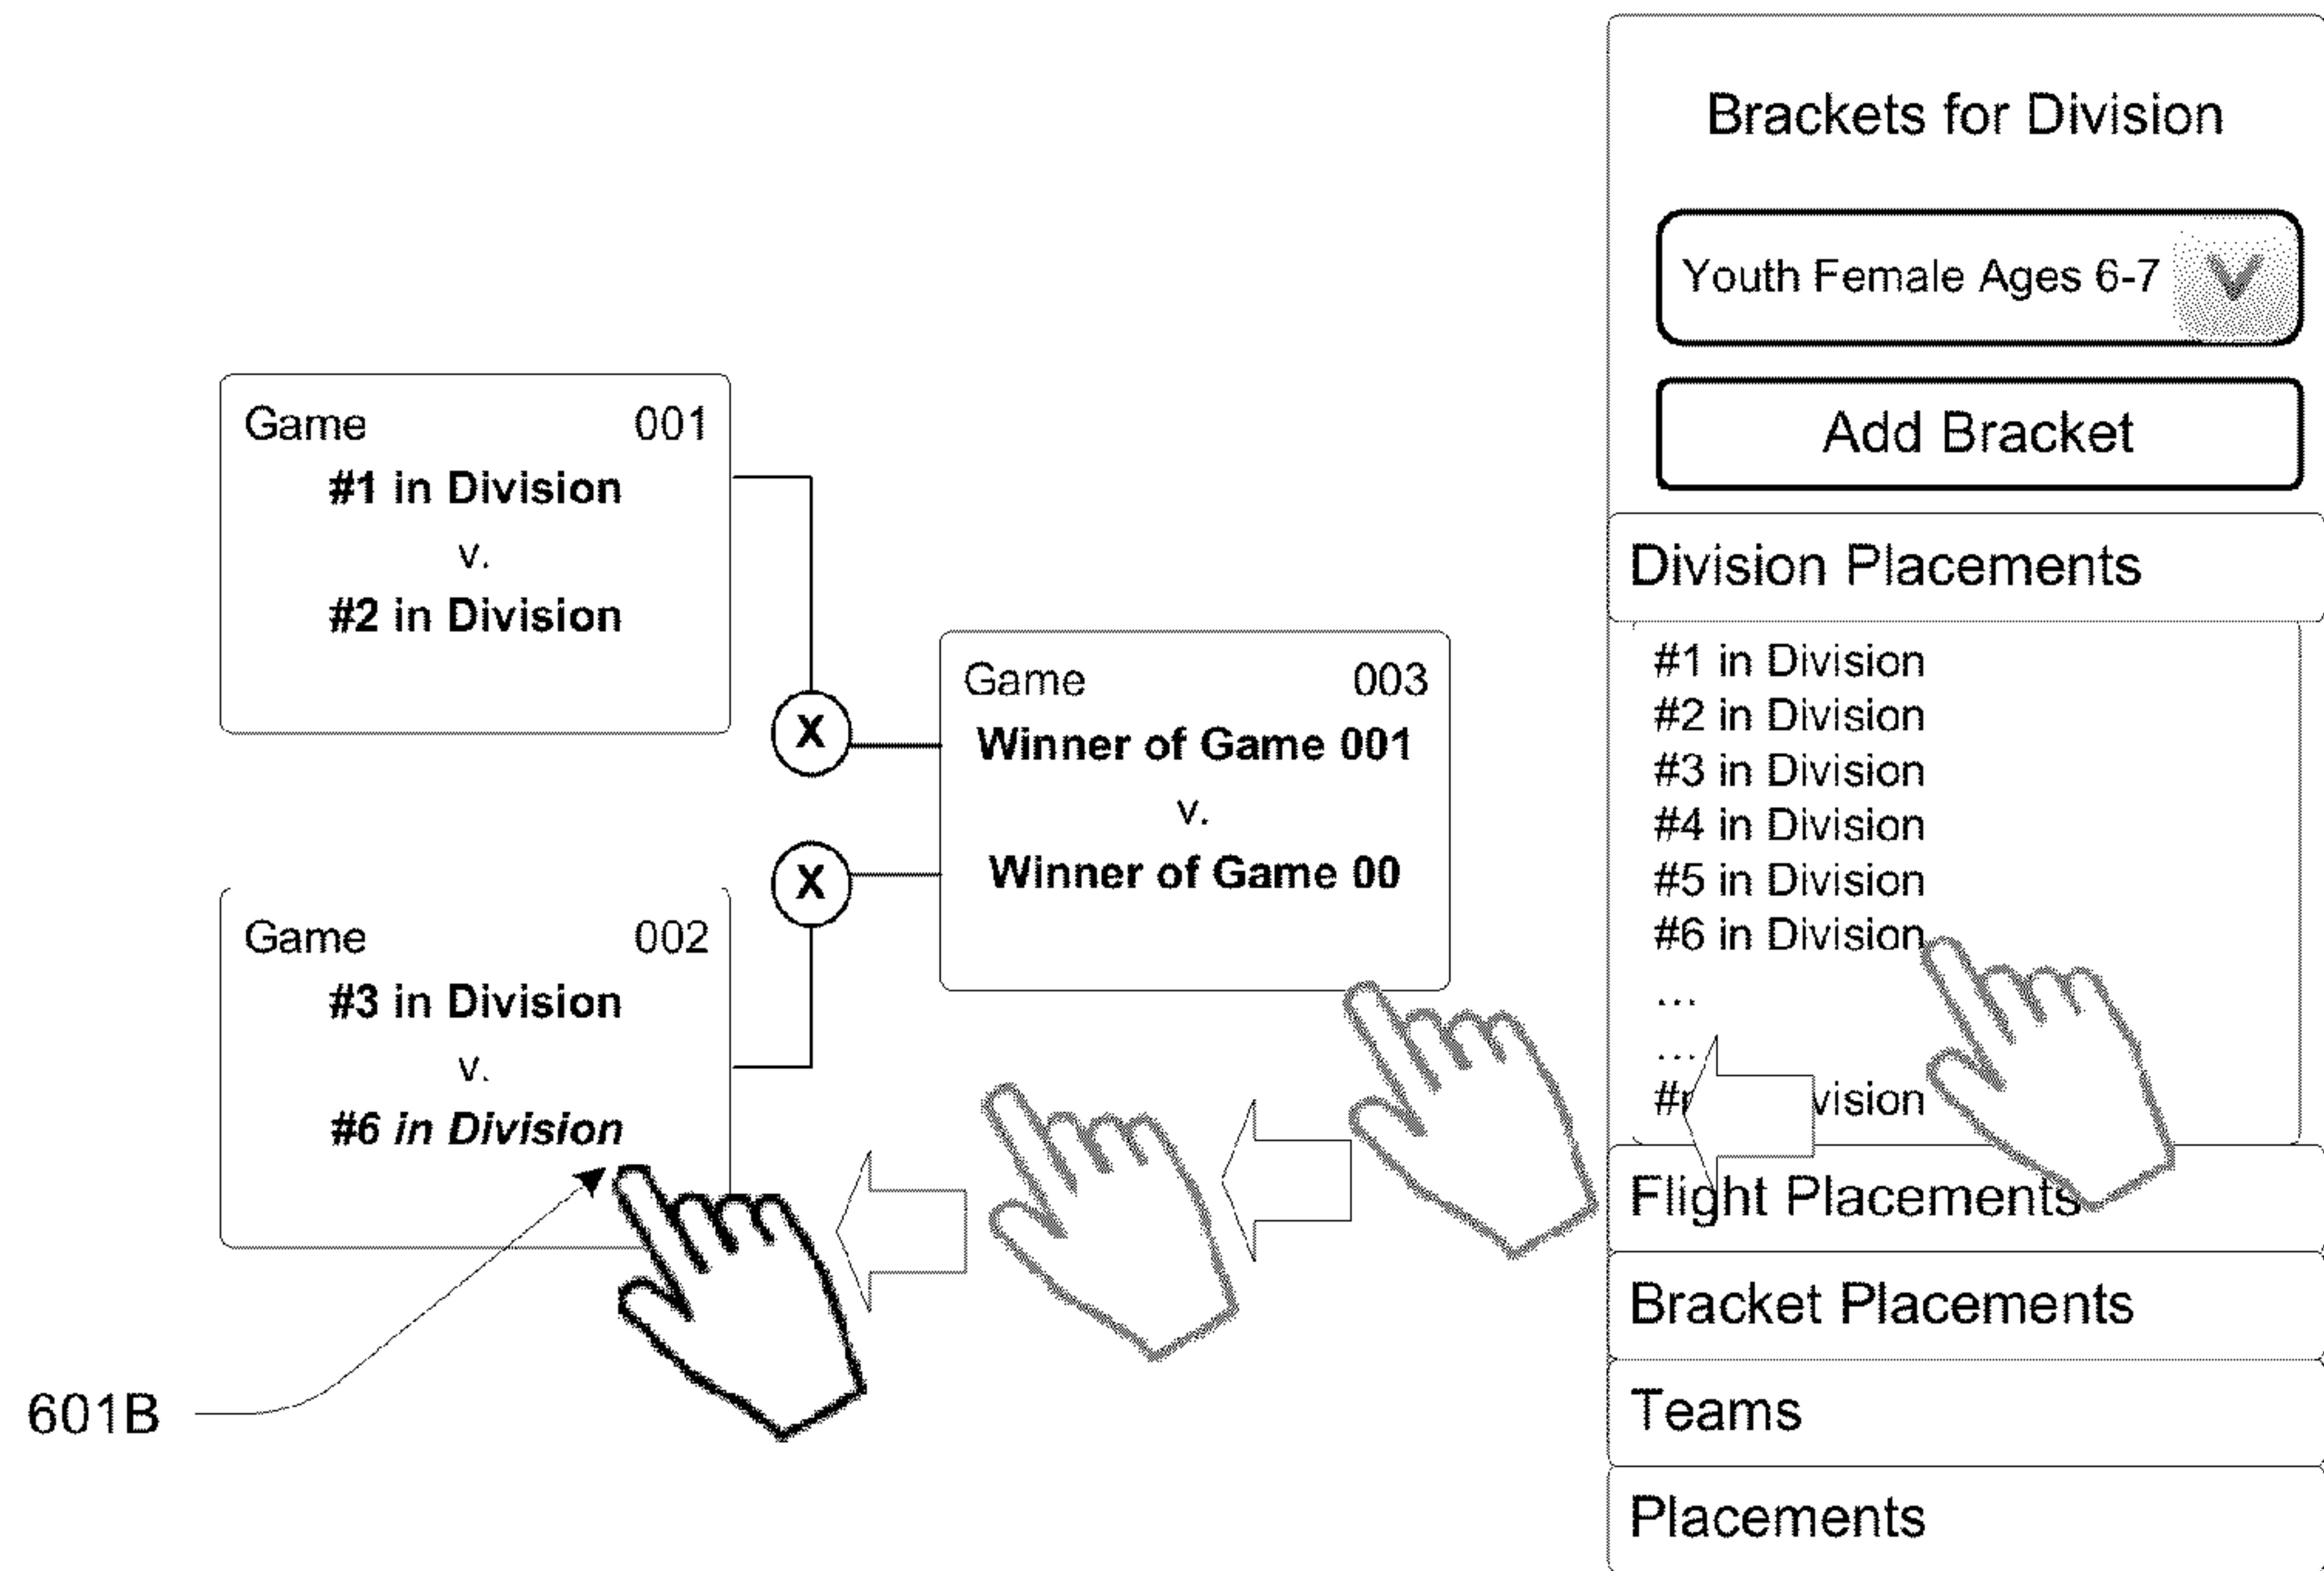 Game 001
#1 in Division
v.
#2 in Division
Game 002
#3 in Division
v.
#6 in Division
Game 003
Winner of Game 001
v.
Winner of Game 00
X
X
601B
Brackets for Division
Youth Female Ages 6-7 V
Add Bracket
Division Placements
#1 in Division
#2 in Division
#3 in Division
#4 in Division
#5 in Division
#6 in Division
...
...
Flight Placements
Bracket Placements
Teams
Placements